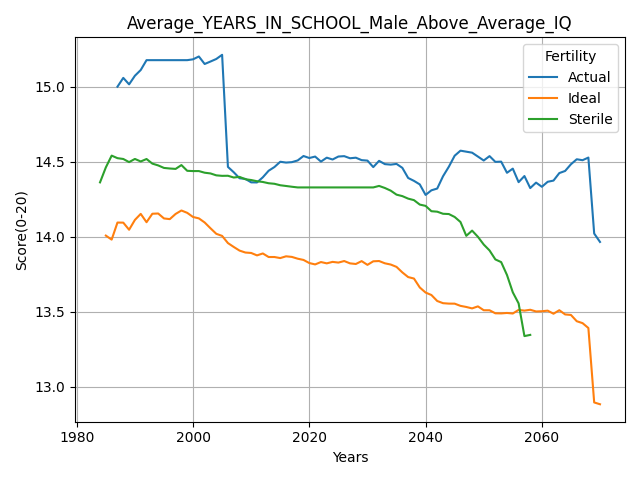 Average_YEARS_IN_SCHOOL_Male_Above_Average_IQ
Fertility
Actual
Ideal
Sterile
Score(0-20)
15.0
14.5
14.0
13.5
13.0
1980
2000
2020
2040
2060
Years